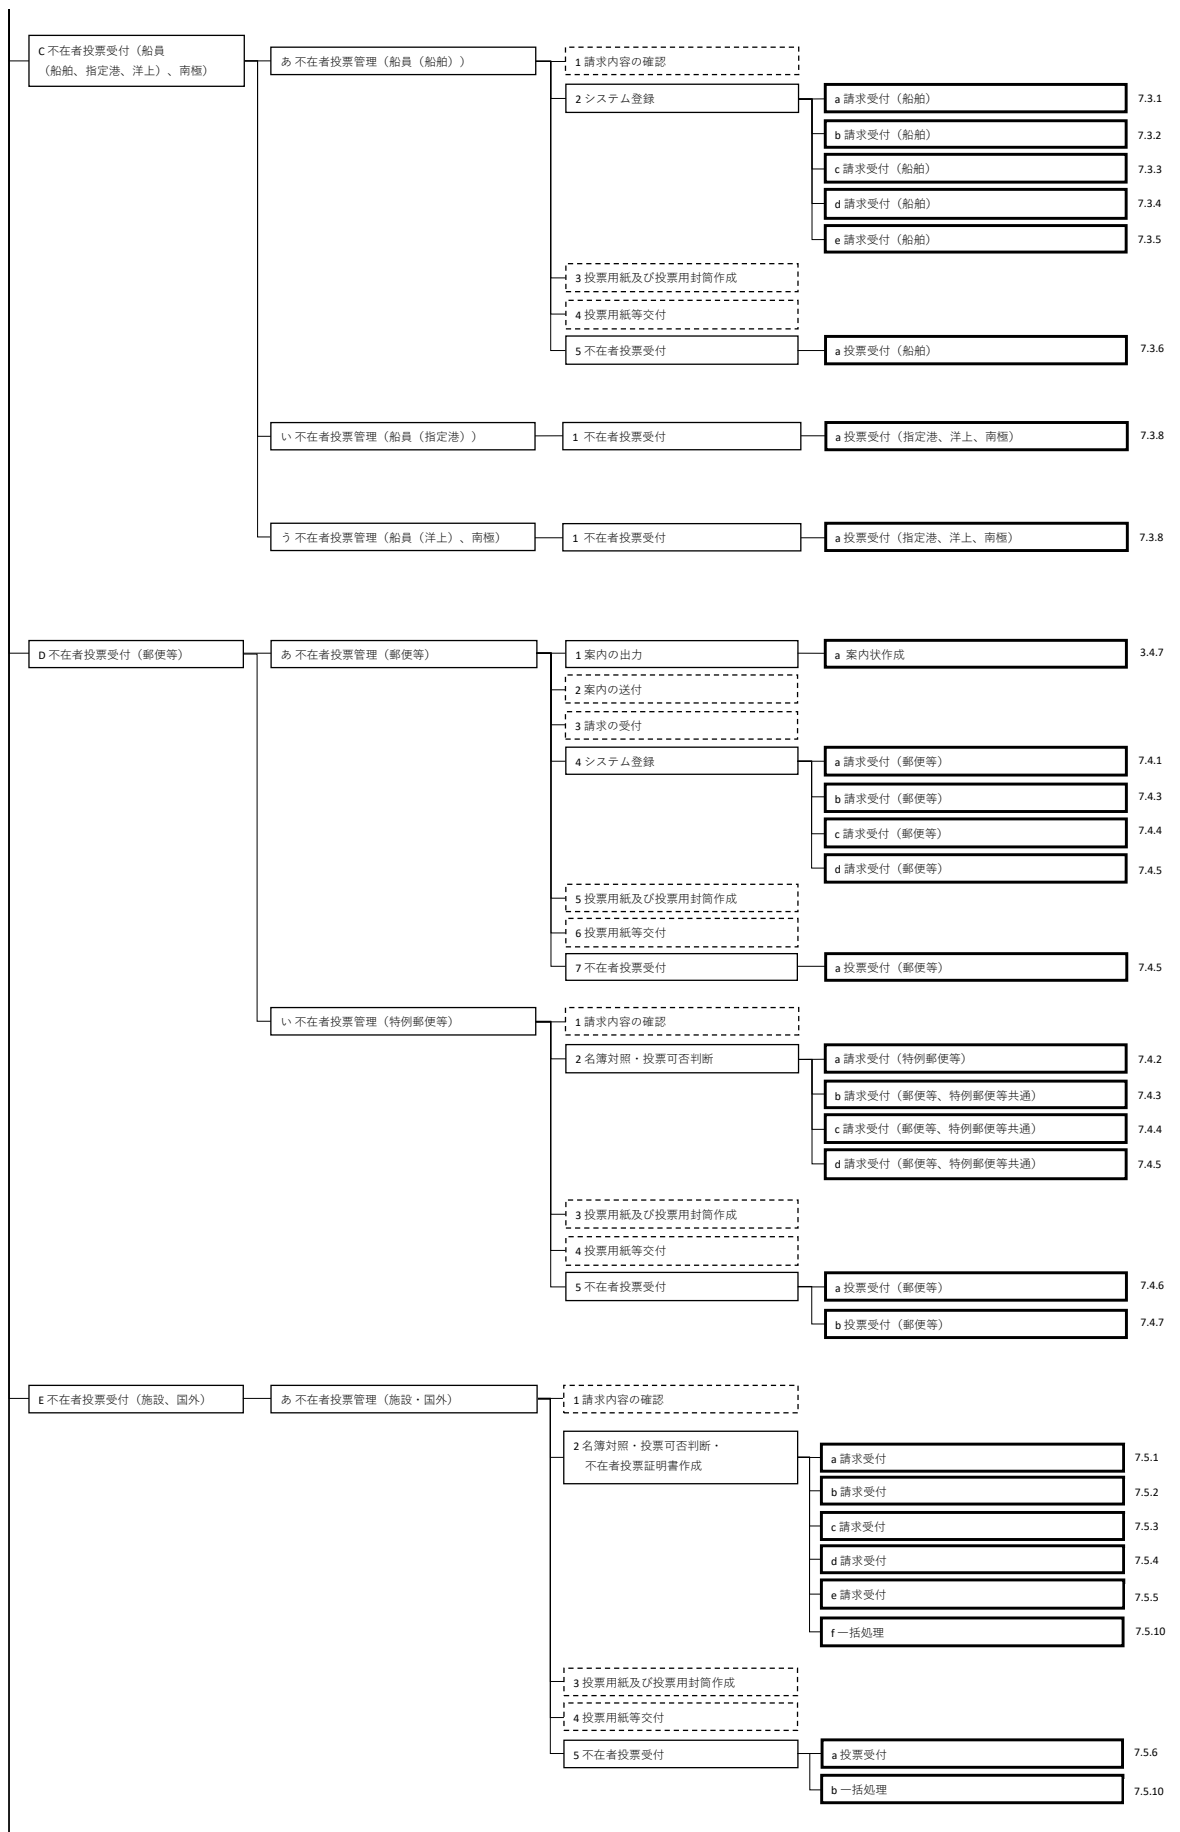 C 不在者投票受付（船員
（船舶、指定港、洋上）、南極）
あ 不在者投票管理（船員（船舶））
1 請求内容の確認
2 システム登録
a 請求受付（船舶）
7.3.1
b 請求受付（船舶）
7.3.2
c 請求受付（船舶）
7.3.3
d 請求受付（船舶）
7.3.4
e 請求受付（船舶）
7.3.5
3 投票用紙及び投票用封筒作成
4 投票用紙等交付
5 不在者投票受付
a 投票受付（船舶）
7.3.6
い 不在者投票管理（船員（指定港））
1 不在者投票受付
a 投票受付（指定港、洋上、南極）
7.3.8
う 不在者投票管理（船員（洋上）、南極）
1 不在者投票受付
a 投票受付（指定港、洋上、南極）
7.3.8
D 不在者投票受付（郵便等）
あ 不在者投票管理（郵便等）
1 案内の出力
a 案内状作成
3.4.7
2 案内の送付
3 請求の受付
4 システム登録
a 請求受付（郵便等）
7.4.1
b 請求受付（郵便等）
7.4.3
c 請求受付（郵便等）
7.4.4
d 請求受付（郵便等）
7.4.5
5 投票用紙及び投票用封筒作成
6 投票用紙等交付
7 不在者投票受付
a 投票受付（郵便等）
7.4.5
い 不在者投票管理（特例郵便等）
1 請求内容の確認
2 名簿対照・投票可否判断
a 請求受付（特例郵便等）
7.4.2
b 請求受付（郵便等、特例郵便等共通）
7.4.3
c 請求受付（郵便等、特例郵便等共通）
7.4.4
d 請求受付（郵便等、特例郵便等共通）
7.4.5
3 投票用紙及び投票用封筒作成
4 投票用紙等交付
5 不在者投票受付
a 投票受付（郵便等）
7.4.6
b 投票受付（郵便等）
7.4.7
E 不在者投票受付（施設、国外）
あ 不在者投票管理（施設・国外）
1 請求内容の確認
2 名簿対照・投票可否判断・
不在者投票証明書作成
a 請求受付
7.5.1
b 請求受付
7.5.2
c 請求受付
7.5.3
d 請求受付
7.5.4
e 請求受付
7.5.5
f 一括処理
7.5.10
3 投票用紙及び投票用封筒作成
4 投票用紙等交付
5 不在者投票受付
a 投票受付
7.5.6
b 一括処理
7.5.10